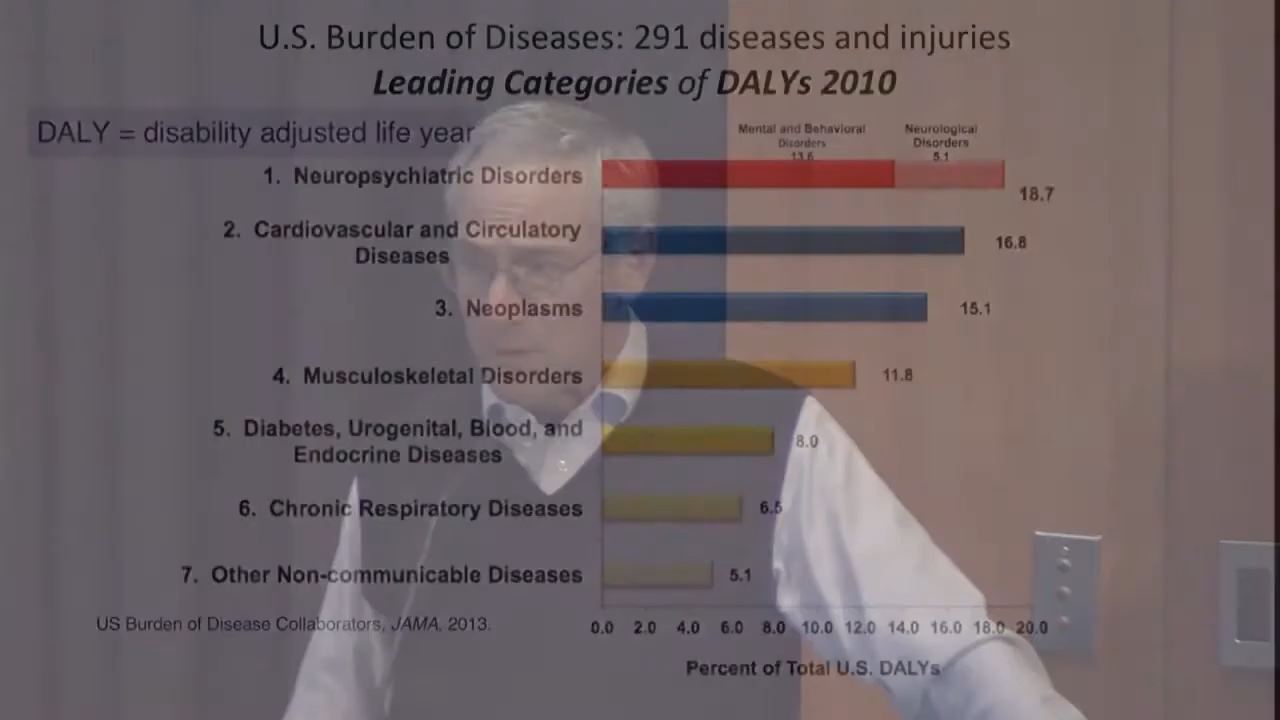 U.S. Burden of Diseases: 291 diseases and injuries
Leading Categories of DALYs 2010
DALY = disability adjusted life year
Mental and Behavioral
Disorders
13.6
Neurological
Disorders
5.1
1. Neuropsychiatric Disorders
18.7
2. Cardiovascular and Circulatory
Diseases
16.8
3. Neoplasms
15.1
4. Musculoskeletal Disorders
11.8
5. Diabetes, Urogenital, Blood, and
Endocrine Diseases
8.0
6. Chronic Respiratory Diseases
6.5
7. Other Non-communicable Diseases
5.1
US Burden of Disease Collaborators, JAMA, 2013.
0.0 2.0 4.0 6.0 8.0 10.0 12.0 14.0 16.0 18.0 20.0
Percent of Total U.S. DALYs